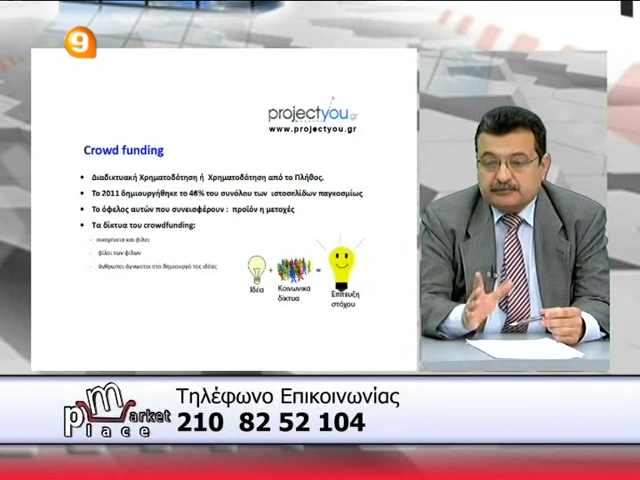 9
projectyou.gr
www.projectyou.gr
Crowd funding
• Διαδικτυακή Χρηματοδότηση ή Χρηματοδότηση από το Πλήθος.
• Το 2011 δημιουργήθηκε το 46% του συνόλου των ιστοσελίδων παγκοσμίως
• Το όφελος αυτών που συνεισφέρουν : προϊόν η μετοχές
• Τα δίκτυα του crowdfunding:
– οικογένεια και φίλοι
– φίλοι των φίλων
– άνθρωποι άγνωστοι στο δημιουργό της ιδέας
+ =
Ιδέα
Κοινωνικά
δίκτυα
Επίτευξη
στόχου
market
place
Τηλέφωνο Επικοινωνίας
210 82 52 104